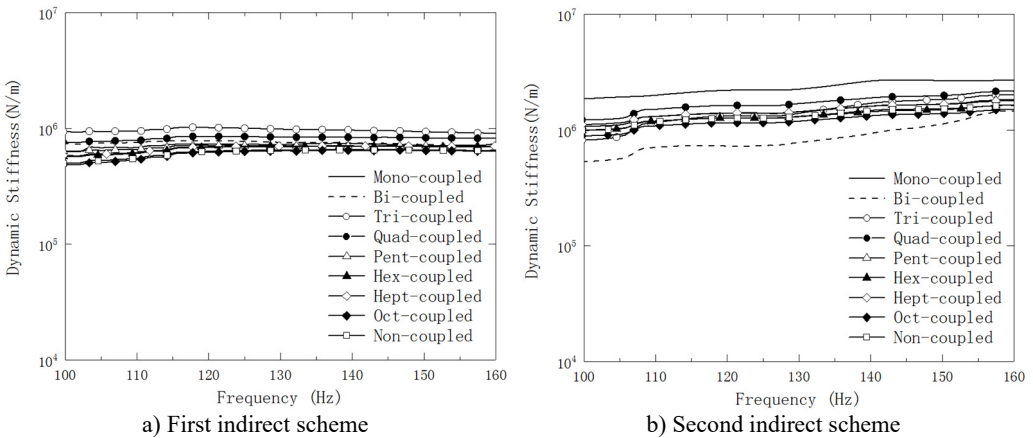 10^7
10^6
10^5
10^4
Dynamic Stiffness(N/m)
Mono-coupled
Bi-coupled
Tri-coupled
Quad-coupled
Pent-coupled
Hex-coupled
Hept-coupled
Oct-coupled
Non-coupled
100 110 120 130 140 150 160
Frequency (Hz)
a) First indirect scheme
10^7
10^6
10^5
10^4
Dynamic Stiffness(N/m)
Mono-coupled
Bi-coupled
Tri-coupled
Quad-coupled
Pent-coupled
Hex-coupled
Hept-coupled
Oct-coupled
Non-coupled
100 110 120 130 140 150 160
Frequency (Hz)
b) Second indirect scheme